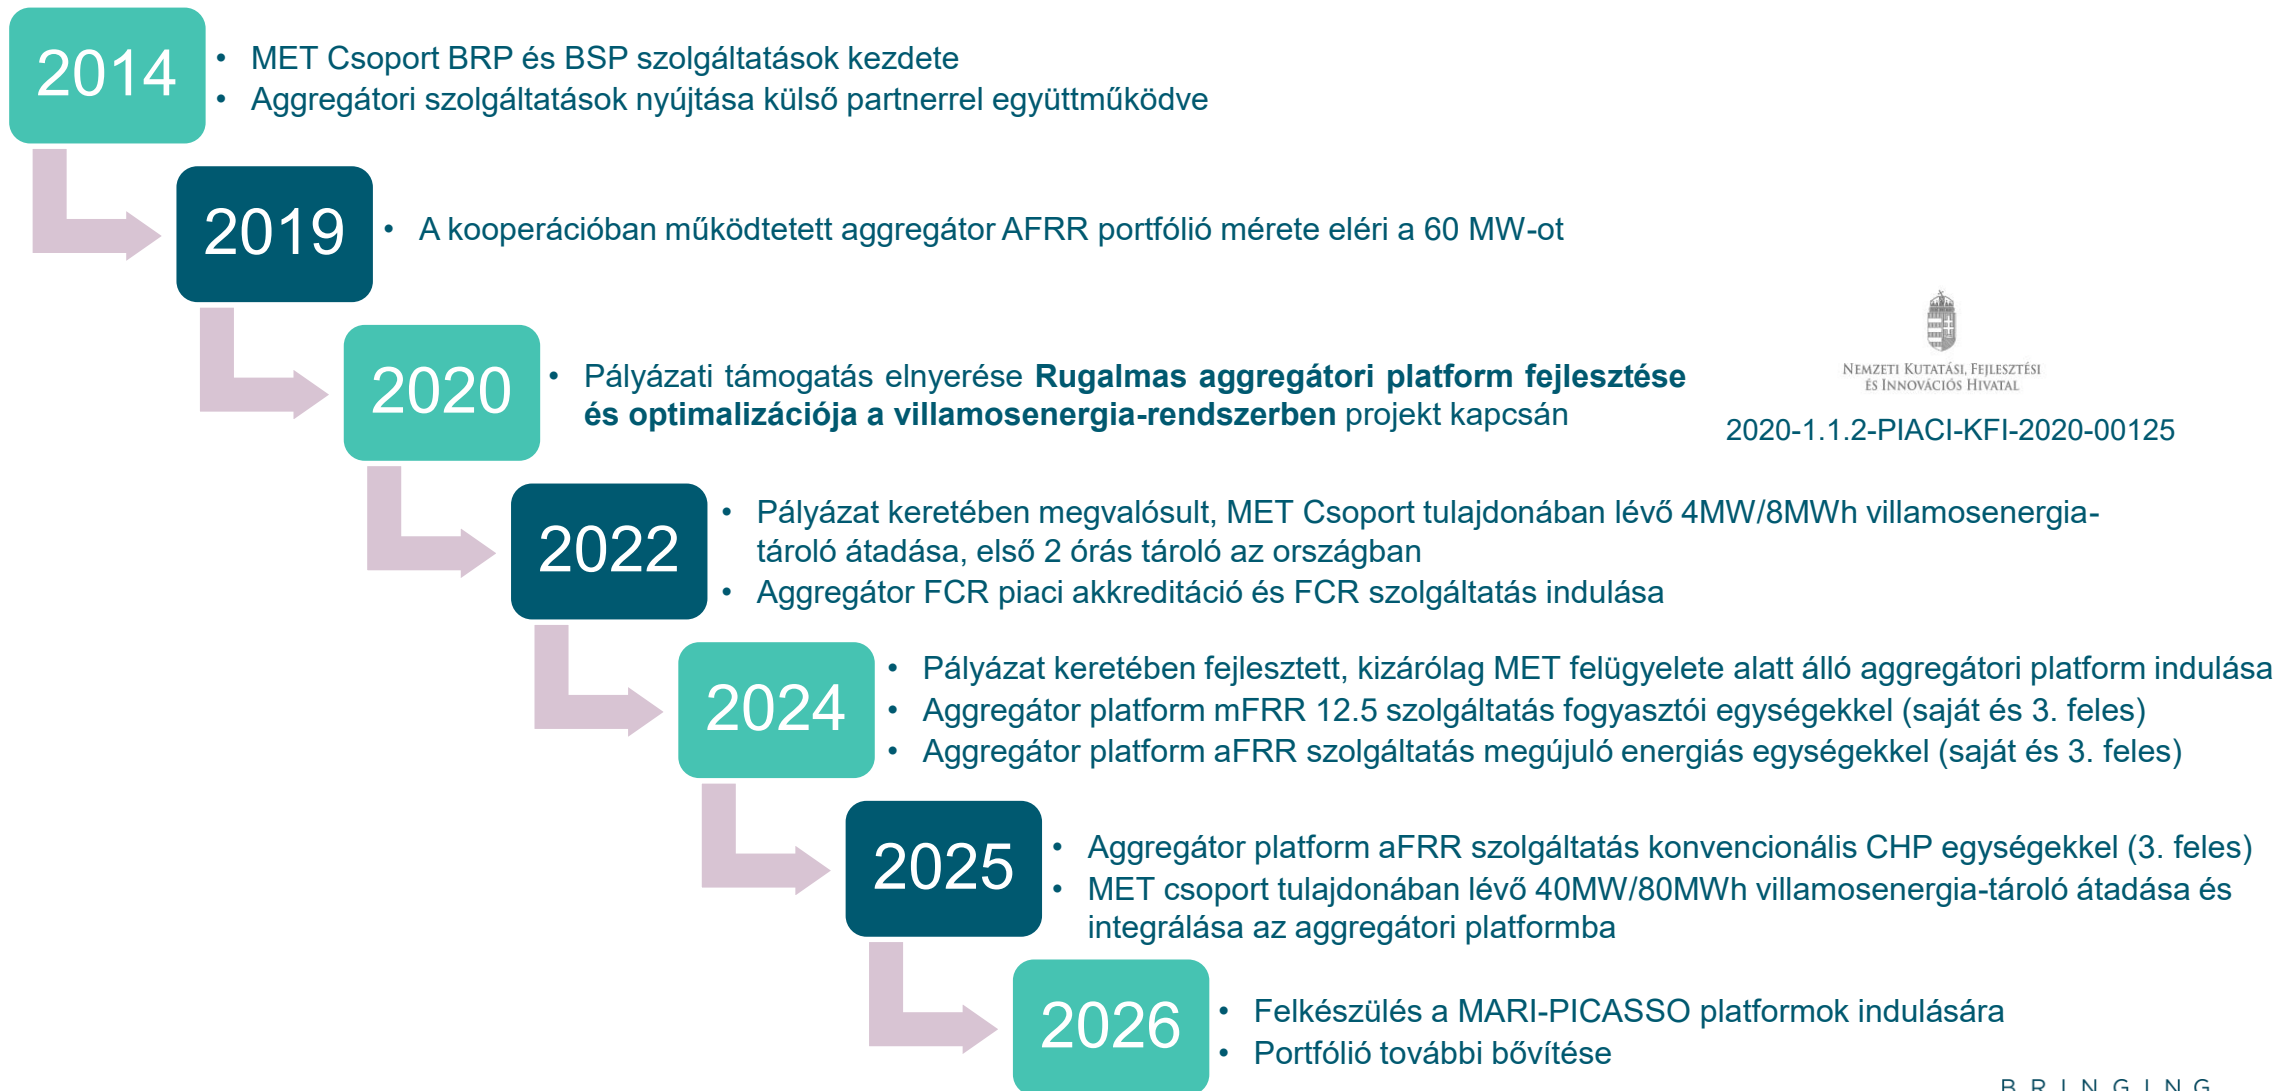 2014
• MET Csoport BRP és BSP szolgáltatások kezdete
• Aggregátori szolgáltatások nyújtása külső partnerrel együttműködve
2019
• A kooperációban működtetett aggregátor AFRR portfólió mérete eléri a 60 MW-ot
2020
• Pályázati támogatás elnyerése Rugalmas aggregátori platform fejlesztése
és optimalizációja a villamosenergia-rendszerben projekt kapcsán
NEMZETI KUTATÁSI, FEJLESZTÉSI
ÉS INNOVÁCIÓS HIVATAL
2020-1.1.2-PIACI-KFI-2020-00125
2022
• Pályázat keretében megvalósult, MET Csoport tulajdonában lévő 4MW/8MWh villamosenergia-
tároló átadása, első 2 órás tároló az országban
• Aggregátor FCR piaci akkreditáció és FCR szolgáltatás indulása
2024
• Pályázat keretében fejlesztett, kizárólag MET felügyelete alatt álló aggregátori platform indulása
• Aggregátor platform mFRR 12.5 szolgáltatás fogyasztói egységekkel (saját és 3. feles)
• Aggregátor platform aFRR szolgáltatás megújuló energiás egységekkel (saját és 3. feles)
2025
• Aggregátor platform aFRR szolgáltatás konvencionális CHP egységekkel (3. feles)
• MET csoport tulajdonában lévő 40MW/80MWh villamosenergia-tároló átadása és
integrálása az aggregátori platformba
2026
• Felkészülés a MARI-PICASSO platformok indulására
• Portfólió további bővítése
BRINGING